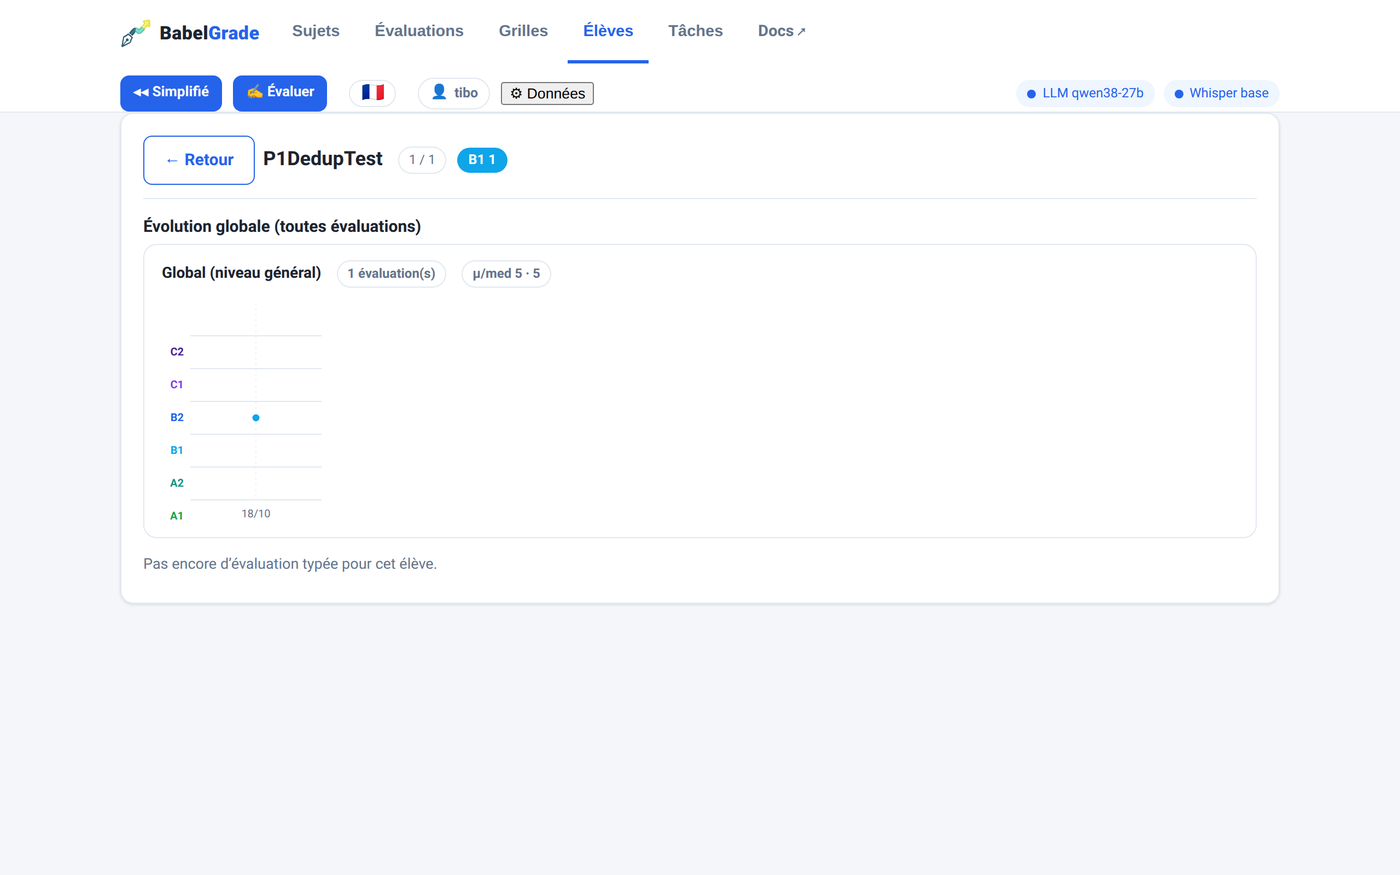 BabelGrade Sujets Évaluations Grilles Élèves Tâches Docs↗
◀◀ Simplifié ✍️ Évaluer 🇫🇷 👤 tibo ⚙ Données LLM qwen38-27b Whisper base
← Retour P1DedupTest 1 / 1 B1 1
Évolution globale (toutes évaluations)
Global (niveau général) 1 évaluation(s) µ/med 5 · 5
C2
C1
B2
B1
A2
A1
18/10
Pas encore d’évaluation typée pour cet élève.